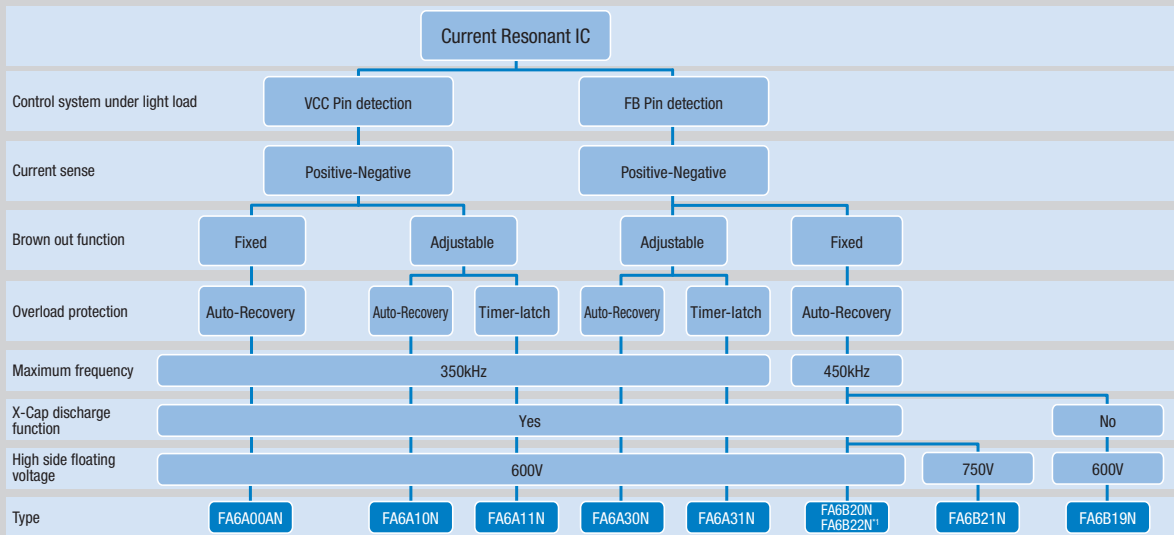 Current Resonant IC
Control system under light load
VCC Pin detection
FB Pin detection
Current sense
Positive-Negative
Positive-Negative
Brown out function
Fixed
Adjustable
Adjustable
Fixed
Overload protection
Auto-Recovery
Auto-Recovery
Timer-latch
Auto-Recovery
Timer-latch
Auto-Recovery
Maximum frequency
350kHz
450kHz
X-Cap discharge
function
Yes
No
High side floating
voltage
600V
750V
600V
Type
FA6A00AN
FA6A10N
FA6A11N
FA6A30N
FA6A31N
FA6B20N
FA6B22N*1
FA6B21N
FA6B19N